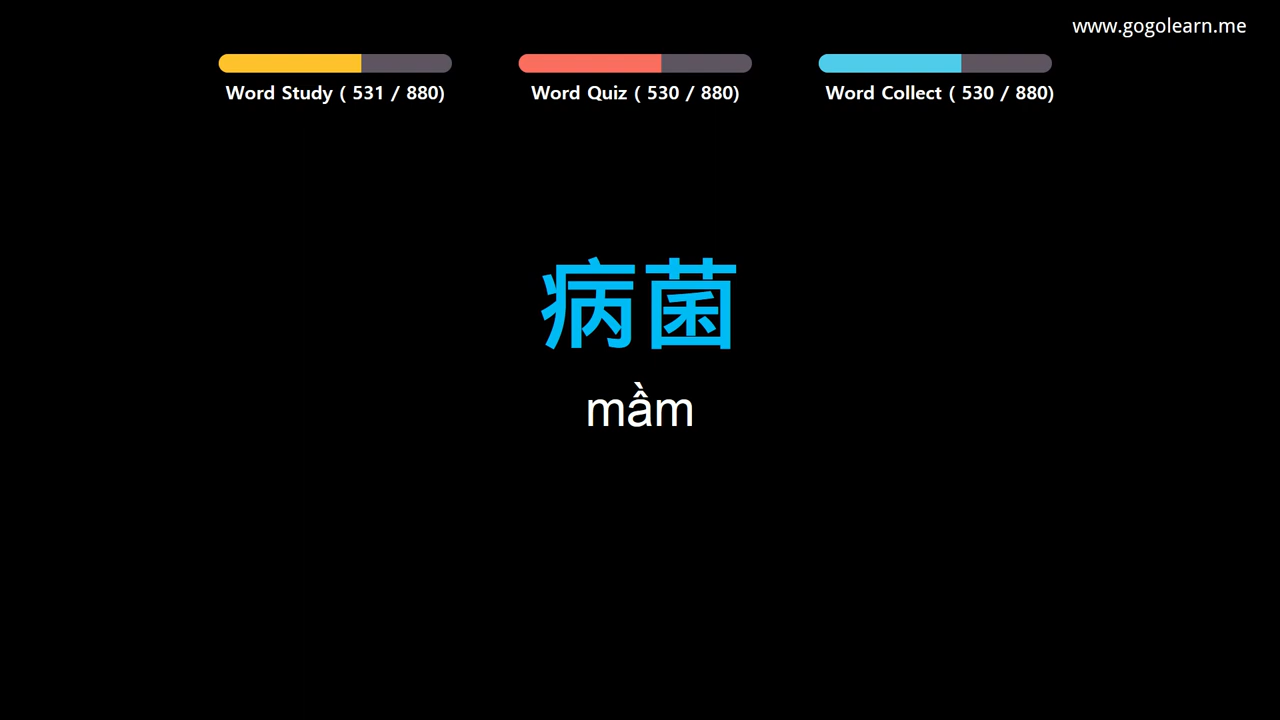 www.gogolearn.me
Word Study ( 531 / 880)
Word Quiz ( 530 / 880)
Word Collect ( 530 / 880)
病菌
mầm